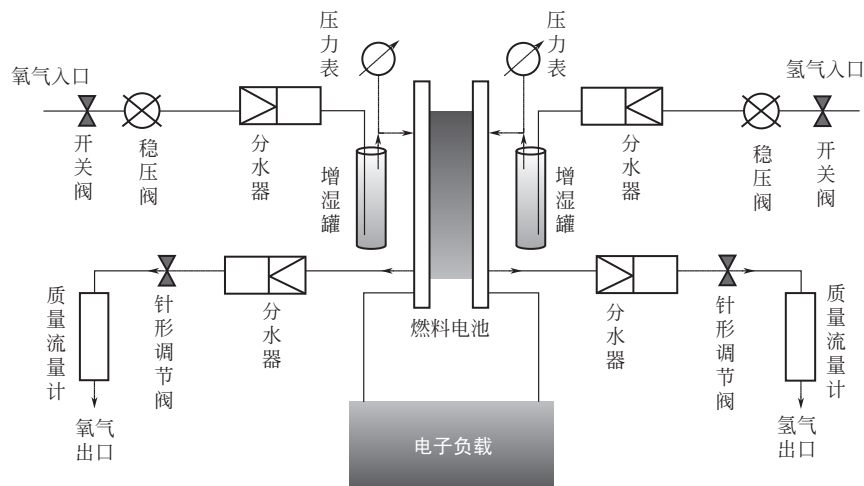 压力表
压力表
氧气入口
氢气入口
开关阀
稳压阀
分水器
增湿罐
增湿罐
分水器
稳压阀
开关阀
质量流量计
针形调节阀
分水器
燃料电池
分水器
针形调节阀
质量流量计
氧气
出口
氢气
出口
电子负载